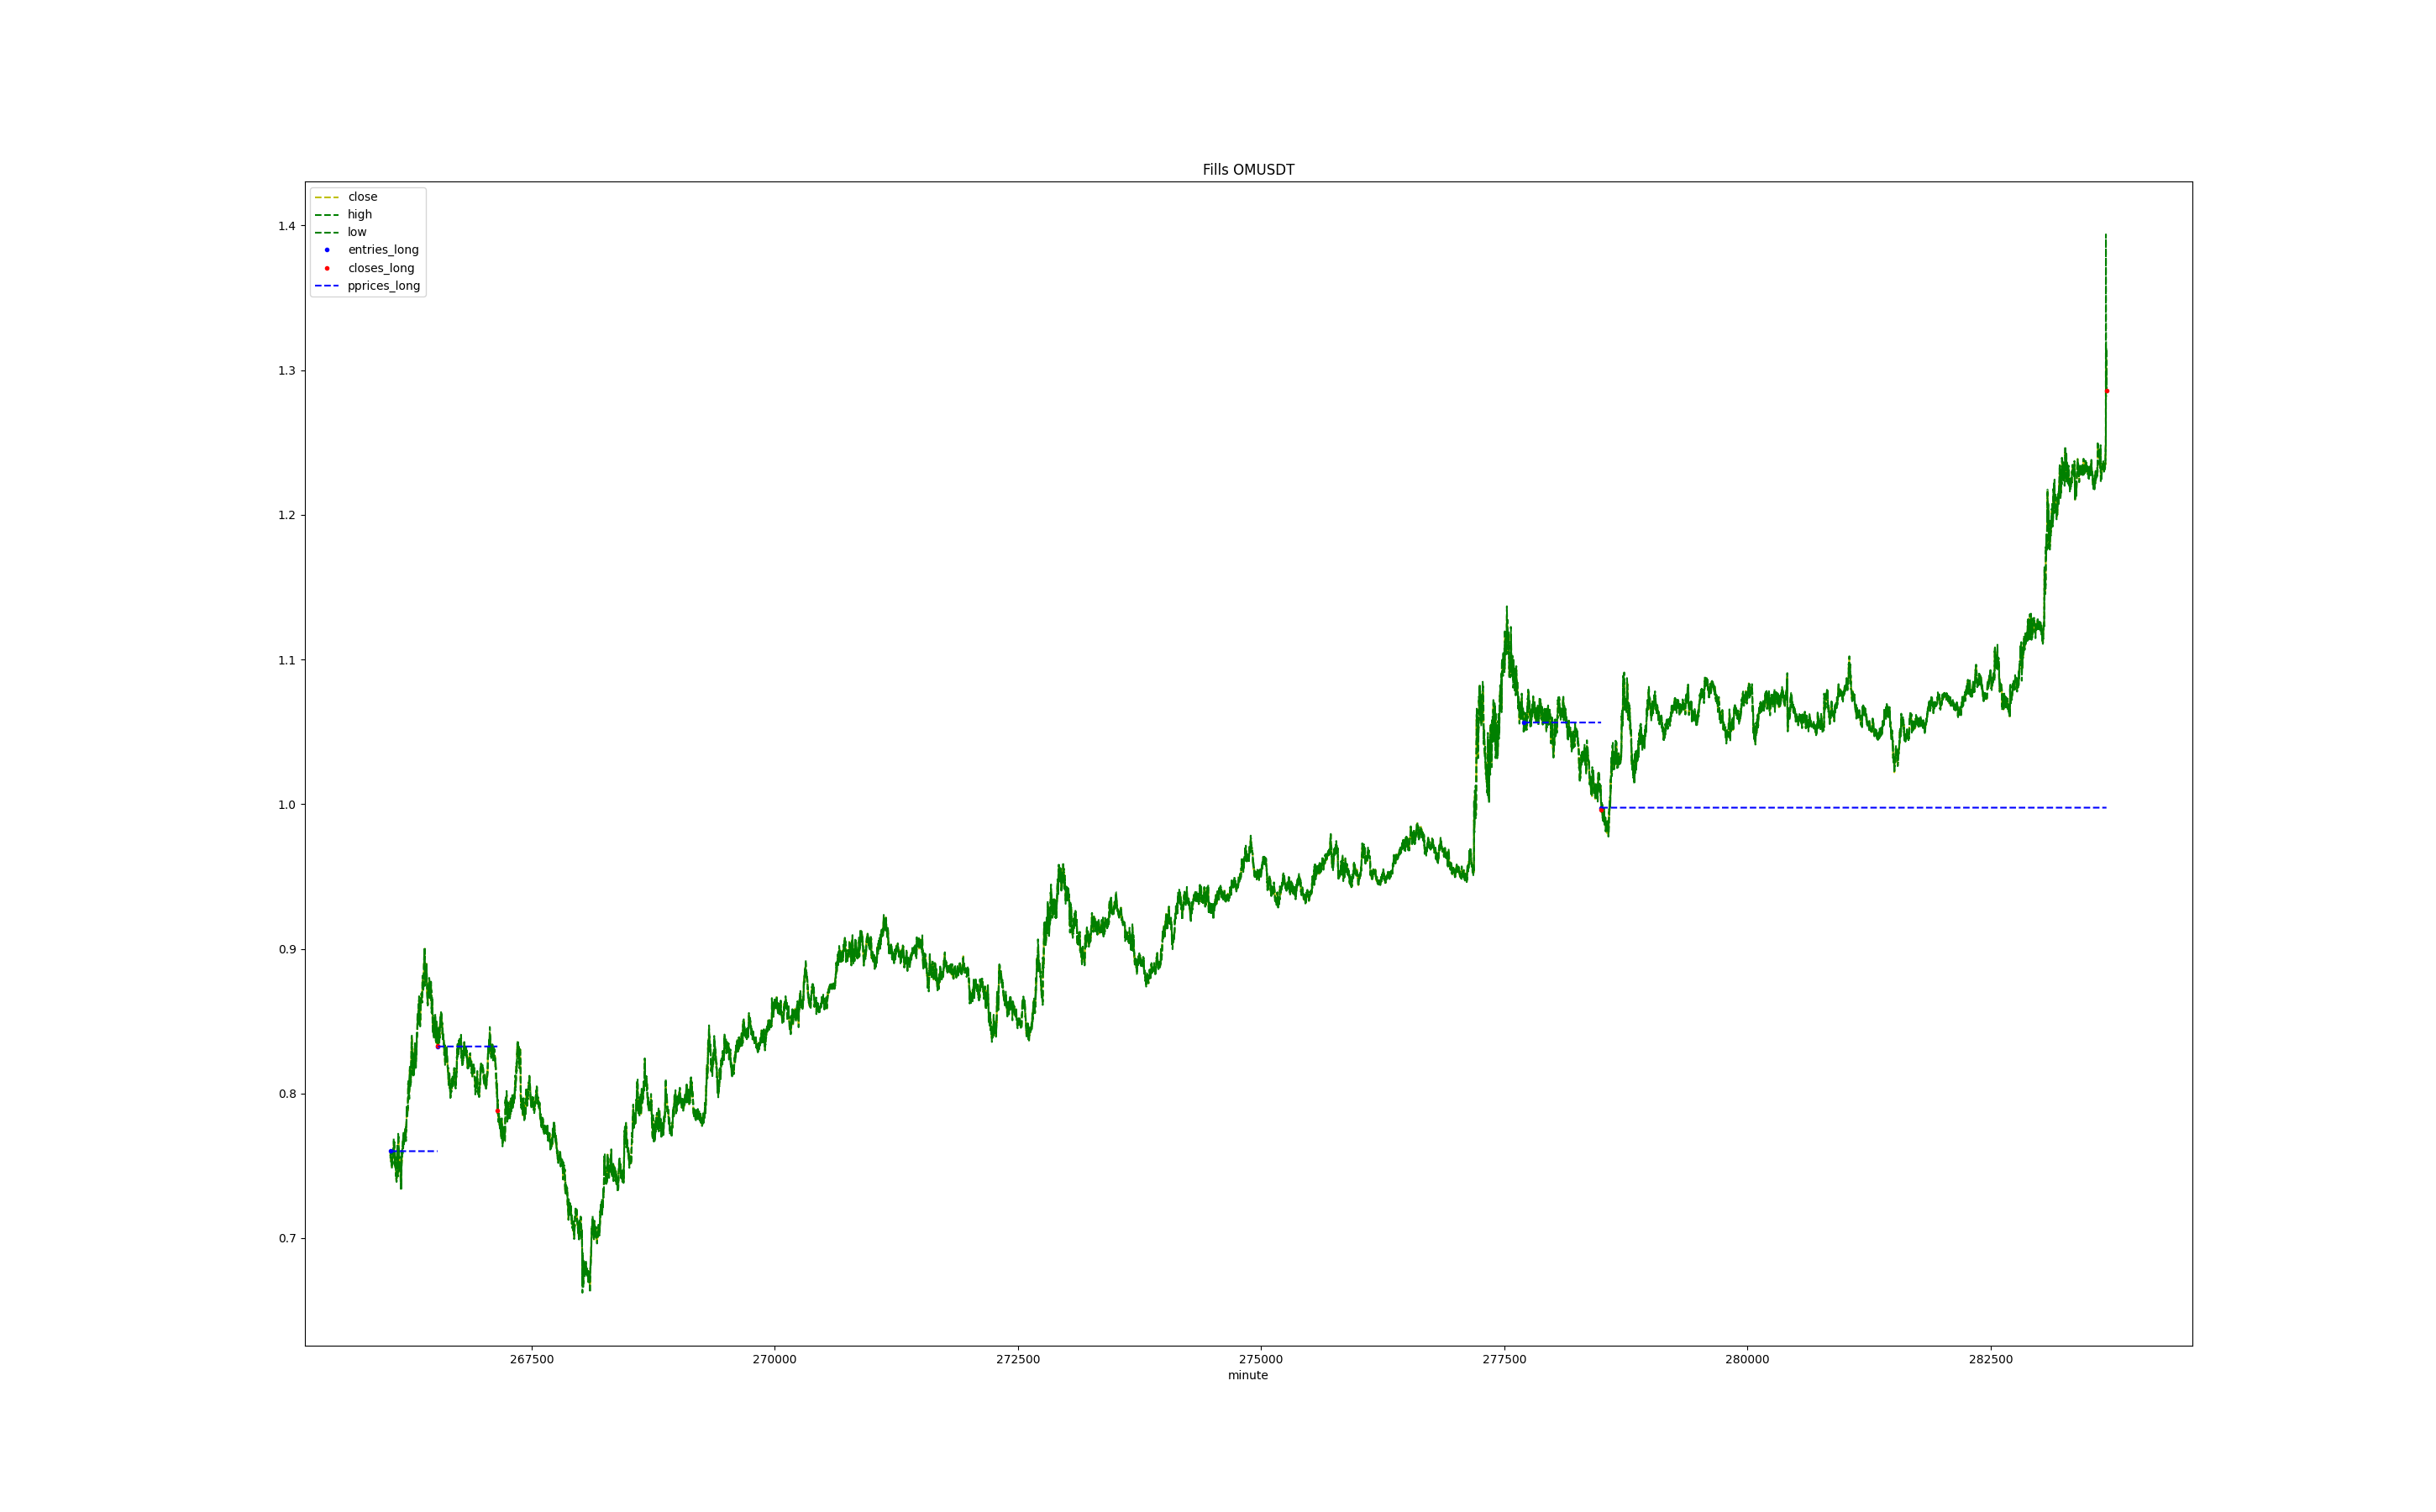 Fills OMUSDT
close
high
low
entries_long
closes_long
pprices_long
1.4
1.3
1.2
1.1
1.0
0.9
0.8
0.7
267500 270000 272500 275000 277500 280000 282500
minute